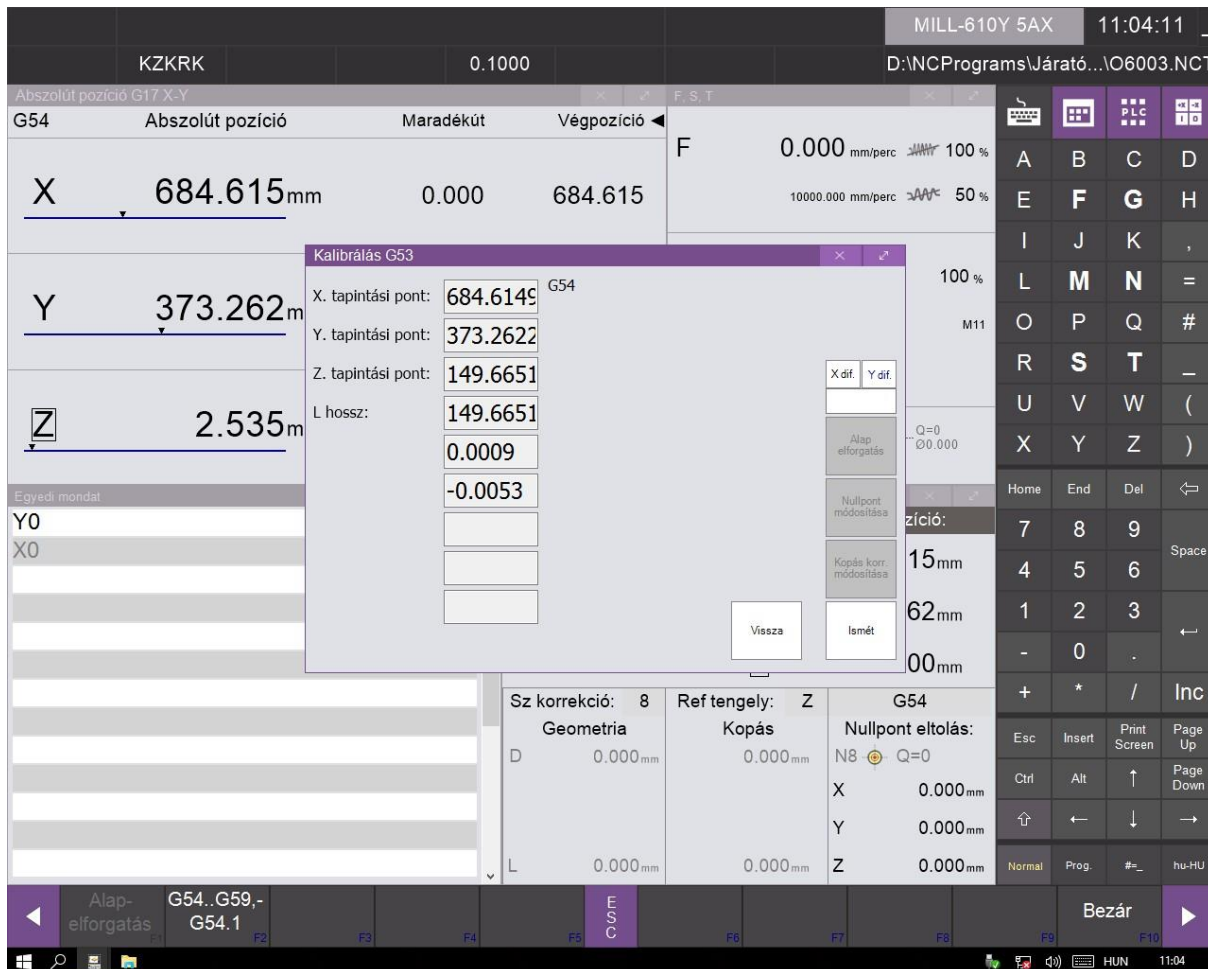 MILL-610Y 5AX 11:04:11
KZKRK 0.1000 D:\NCPrograms\Járató...\O6003.NCT
Abszolút pozíció G17 X-Y
G54 Abszolút pozíció Maradékút Végpozíció
X 684.615mm 0.000 684.615
Y 373.262m
Z 2.535m
F, S, T
F 0.000 mm/perc 100 %
10000.000 mm/perc 50 %
100 %
M11
Q=0
Ø0.000
Kalibrálás G53
X. tapintási pont: 684.6149 G54
Y. tapintási pont: 373.2622
Z. tapintási pont: 149.6651
L hossz: 149.6651
0.0009
-0.0053
X dif. Y dif.
Alap
elforgatás
Nullpont
módosítása
Kopás korr.
módosítása
Vissza Ismét
Egyedi mondat
Y0
X0
zíció:
15mm
62mm
00mm
Sz korrekció: 8 Ref tengely: Z G54
Geometria Kopás Nullpont eltolás:
D 0.000mm 0.000mm N8 Q=0
X 0.000mm
Y 0.000mm
L 0.000mm 0.000mm Z 0.000mm
PLC
A B C D
E F G H
I J K ,
L M N =
O P Q #
R S T _
U V W (
X Y Z )
Home End Del
7 8 9 Space
4 5 6
1 2 3
- 0 .
+ * / Inc
Esc Insert Print Screen Page Up
Ctrl Alt Page Down
Normal Prog. #=_ hu-HU
Alap-
elforgatás F1
G54..G59,-
G54.1 F2
F3 F4 F5 ESC F6 F7 F8 F9
Bezár F10
HUN 11:04